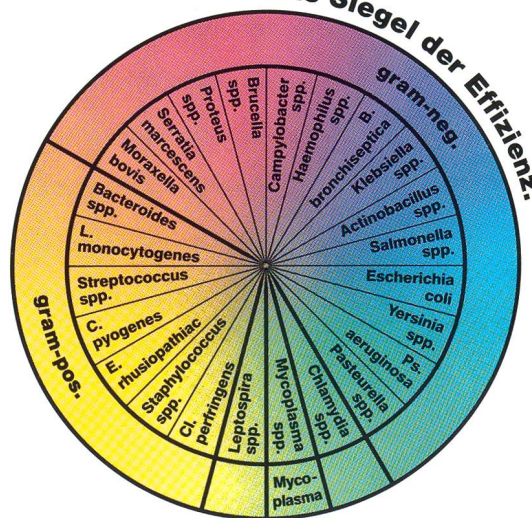 Siegel der Effizienz.
gram-neg.
Campylobacter
spp.
Haemophilus
spp.
B.
bronchiseptica
Klebsiella
spp.
Actinobacillus
spp.
Salmonella
spp.
Escherichia
coli
Yersinia
spp.
Ps.
aeruginosa
Pasteurella
spp.
Chlamydia
spp.
Mycoplasma
spp
Myco-
plasma
Leptospira
spp.
Cl.
perfringens
Staphylococcus
spp.
E.
rhusiopathiac
C.
pyogenes
Streptococcus
spp.
L.
monocytogenes
Bacteroides
spp.
Moraxella
bovis
Serratia
marcescens
Proteus
spp.
Brucella
spp.
gram-pos.